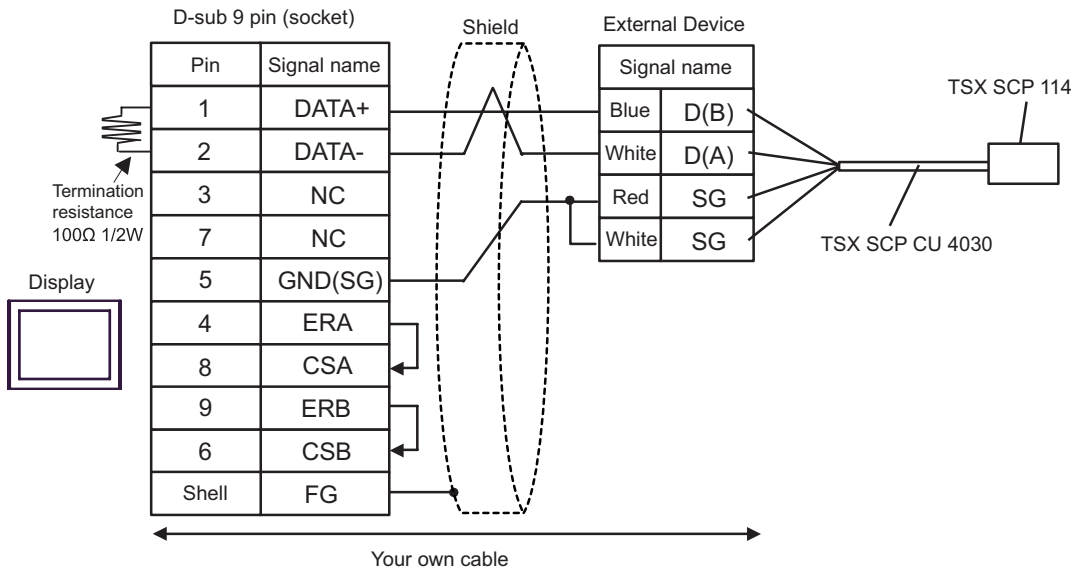 D-sub 9 pin (socket)
Shield
External Device
Pin Signal name
1 DATA+
2 DATA-
3 NC
7 NC
5 GND(SG)
4 ERA
8 CSA
9 ERB
6 CSB
Shell FG
Signal name
Blue D(B)
White D(A)
Red SG
White SG
TSX SCP 114
TSX SCP CU 4030
Termination
resistance
100Ω 1/2W
Display
Your own cable